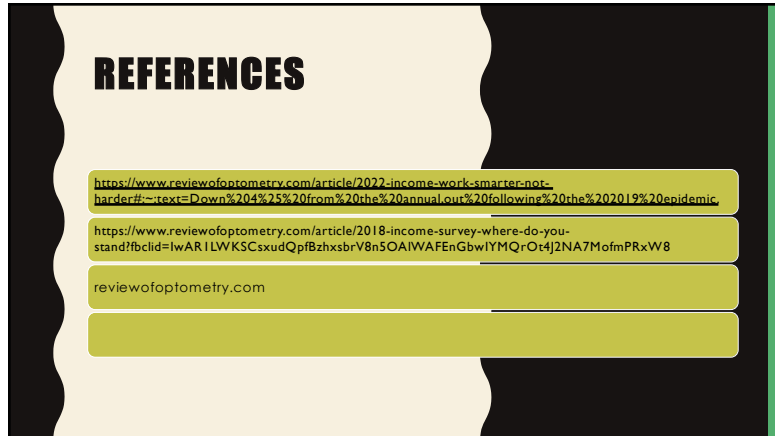 REFERENCES
https://www.reviewofoptometry.com/article/2022-income-work-smarter-not-
harder#:~:text=Down%204%25%20from%20the%20annual,out%20following%20the%202019%20epidemic.
https://www.reviewofoptometry.com/article/2018-income-survey-where-do-you-
stand?fbclid=IwAR1LWKSCsxudQpfBzhxsbrV8n5OAIWAFEnGbwIYMQrOt4J2NA7MofmPRxW8
reviewofoptometry.com